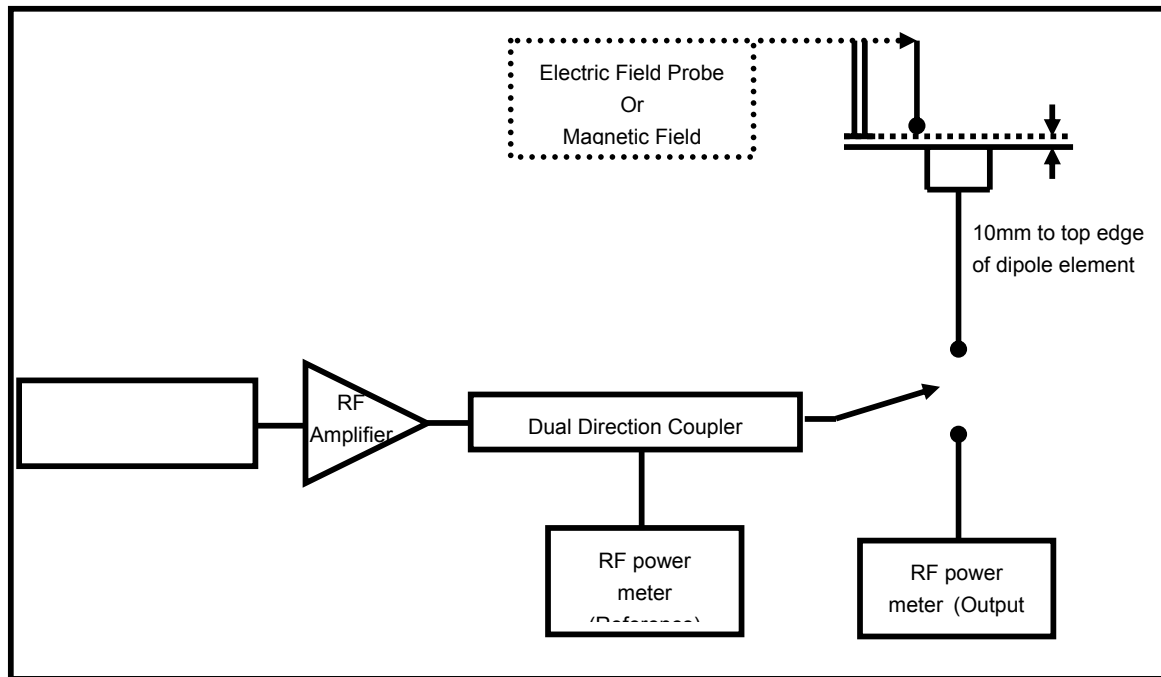 Electric Field Probe
Or
Magnetic Field
10mm to top edge
of dipole element
RF
Amplifier
Dual Direction Coupler
RF power
meter
(Reference)
RF power
meter (Output